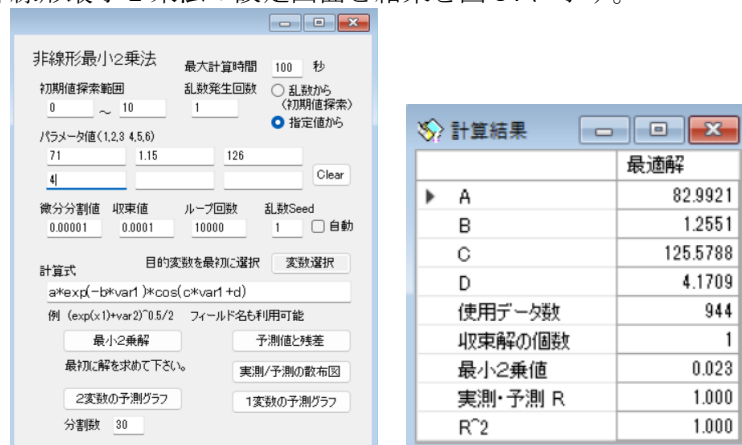 非線形最小2乗法
最大計算時間 100 秒
初期値探索範囲
0 ~ 10
乱数発生回数
1
乱数から
(初期値探索)
指定値から
パラメータ値(1,2,3 4,5,6)
71 1.15 126
4
Clear
微分分割値 収束値 ループ回数 乱数Seed
0.00001 0.0001 10000 1 自動
計算式 目的変数を最初に選択 変数選択
a*exp(-b*var1 )*cos(c*var1 +d)
例 (exp(x1)+var2)^0.5/2 フィールド名も利用可能
最小2乗解 予測値と残差
最初に解を求めて下さい。 実測/予測の散布図
2変数の予測グラフ 1変数の予測グラフ
分割数 30
計算結果
最適解
A 82.9921
B 1.2551
C 125.5788
D 4.1709
使用データ数 944
収束解の個数 1
最小2乗値 0.023
実測・予測 R 1.000
R^2 1.000